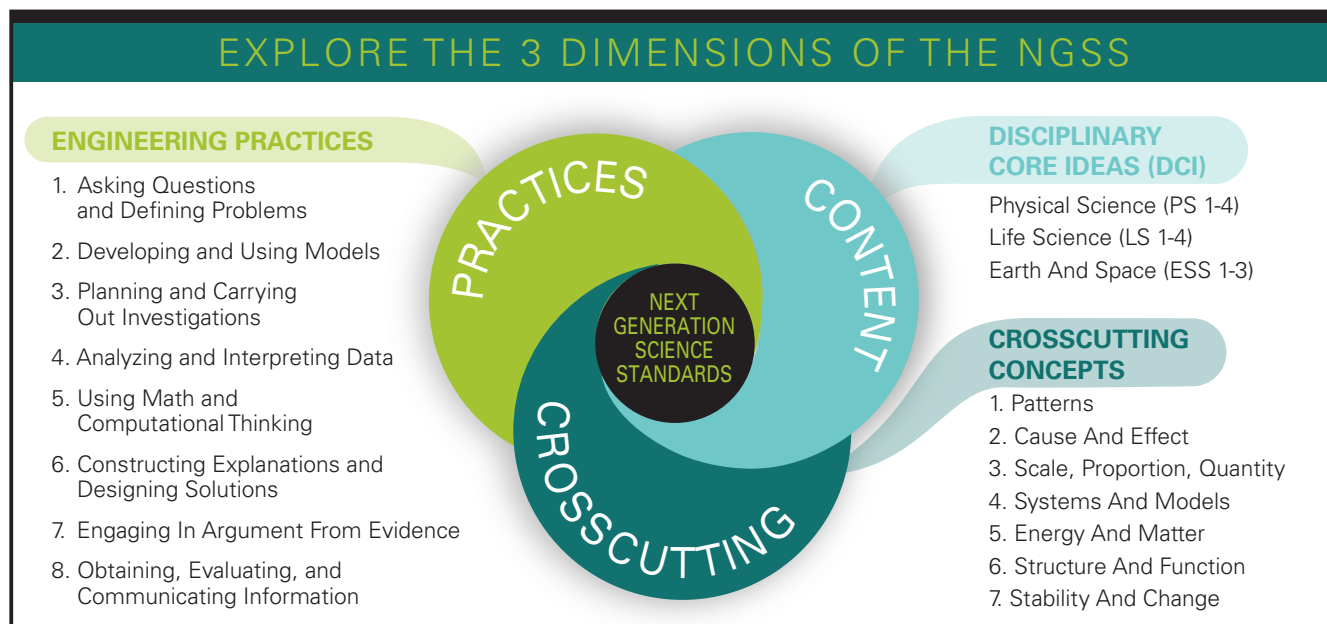 EXPLORE THE 3 DIMENSIONS OF THE NGSS
ENGINEERING PRACTICES
1. Asking Questions
and Defining Problems
2. Developing and Using Models
3. Planning and Carrying
Out Investigations
4. Analyzing and Interpreting Data
5. Using Math and
Computational Thinking
6. Constructing Explanations and
Designing Solutions
7. Engaging In Argument From Evidence
8. Obtaining, Evaluating, and
Communicating Information
PRACTICES
CONTENT
CROSSCUTTING
NEXT
GENERATION
SCIENCE
STANDARDS
DISCIPLINARY
CORE IDEAS (DCI)
Physical Science (PS 1-4)
Life Science (LS 1-4)
Earth And Space (ESS 1-3)
CROSSCUTTING
CONCEPTS
1. Patterns
2. Cause And Effect
3. Scale, Proportion, Quantity
4. Systems And Models
5. Energy And Matter
6. Structure And Function
7. Stability And Change